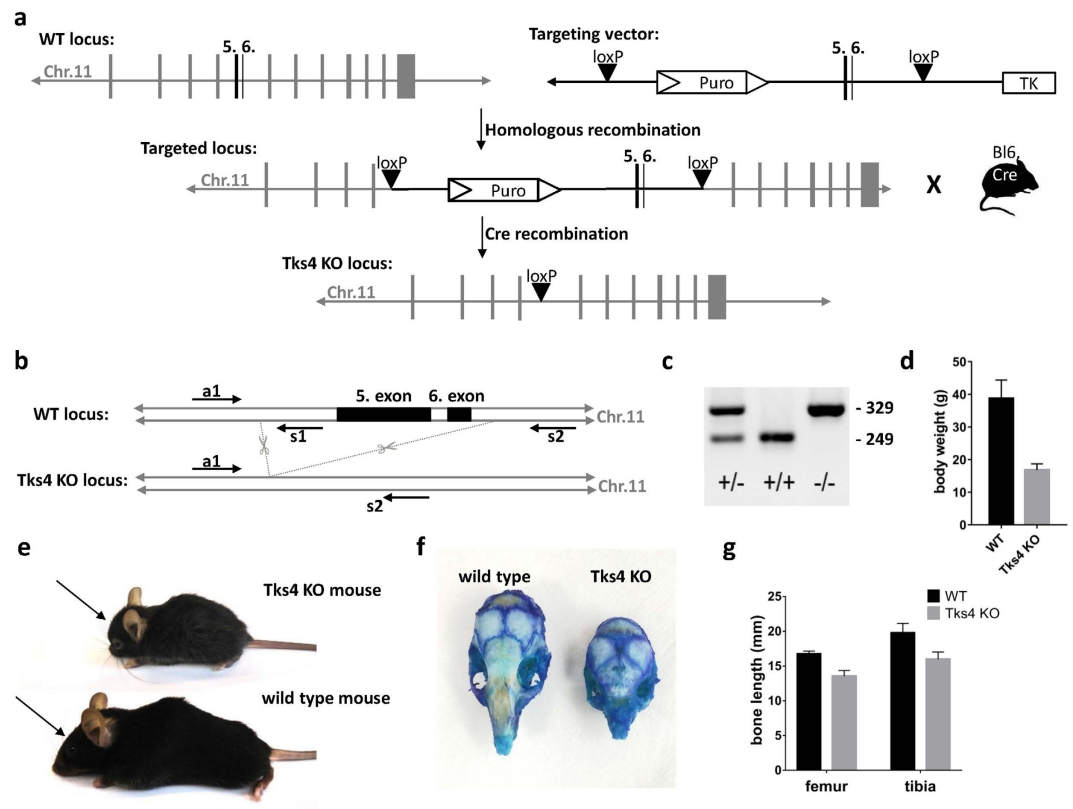 a
WT locus:
5. 6.
Chr.11
Targeting vector:
loxP
Puro
5. 6.
loxP
TK
Homologous recombination
Targeted locus:
Chr.11
loxP
Puro
5. 6.
loxP
X
Bl6,
Cre
Cre recombination
Tks4 KO locus:
Chr.11
loxP
b
a1
5. exon 6. exon
WT locus:
Chr.11
s1
s2
a1
Tks4 KO locus:
Chr.11
s2
c
- 329
- 249
+/- +/+ -/-
d
body weight (g)
50
40
30
20
10
0
WT
Tks4 KO
e
Tks4 KO mouse
wild type mouse
f
wild type Tks4 KO
g
WT
Tks4 KO
bone length (mm)
25
20
15
10
5
0
femur tibia